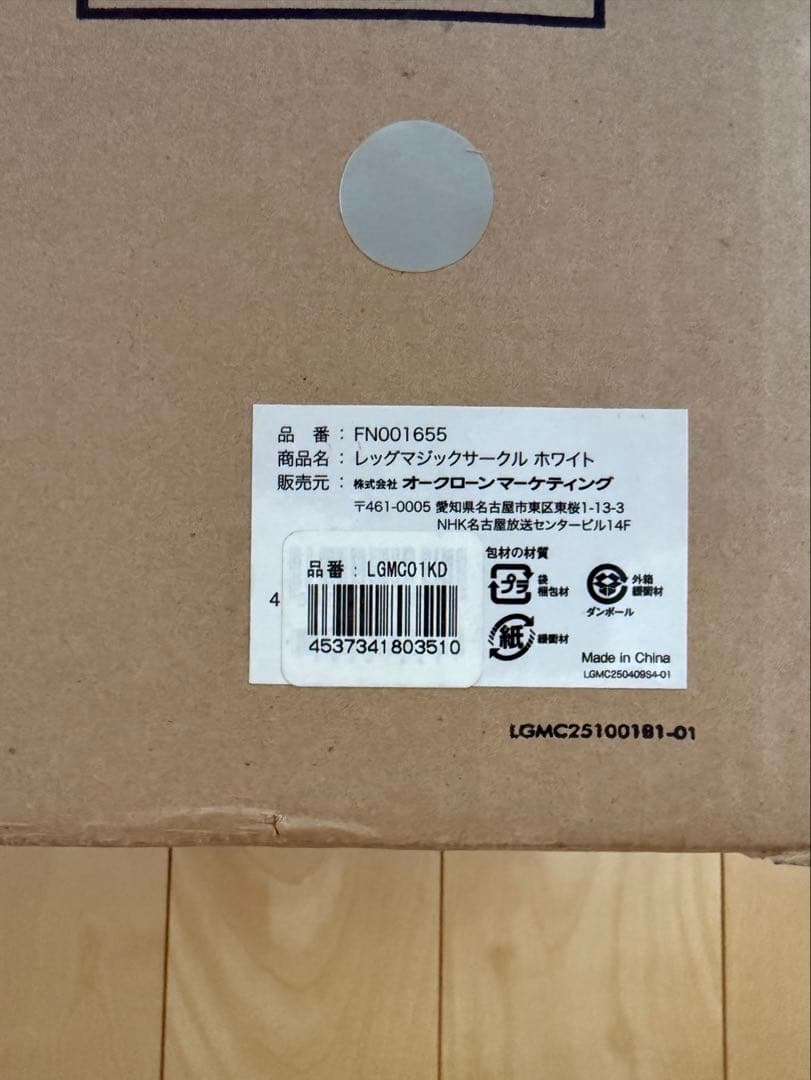 品 番 : FN001655
商品名 : レッグマジックサークル ホワイト
販売元 : 株式会社 オークローンマーケティング
〒461-0005 愛知県名古屋市東区東桜1-13-3
NHK名古屋放送センタービル14F
包材の材質
品番 : LGMC01KD
4
4537341803510
プラ
袋
梱包材
外箱
緩衝材
ダンボール
紙
緩衝材
Made in China
LGMC250409S4-01
LGMC25100181-01